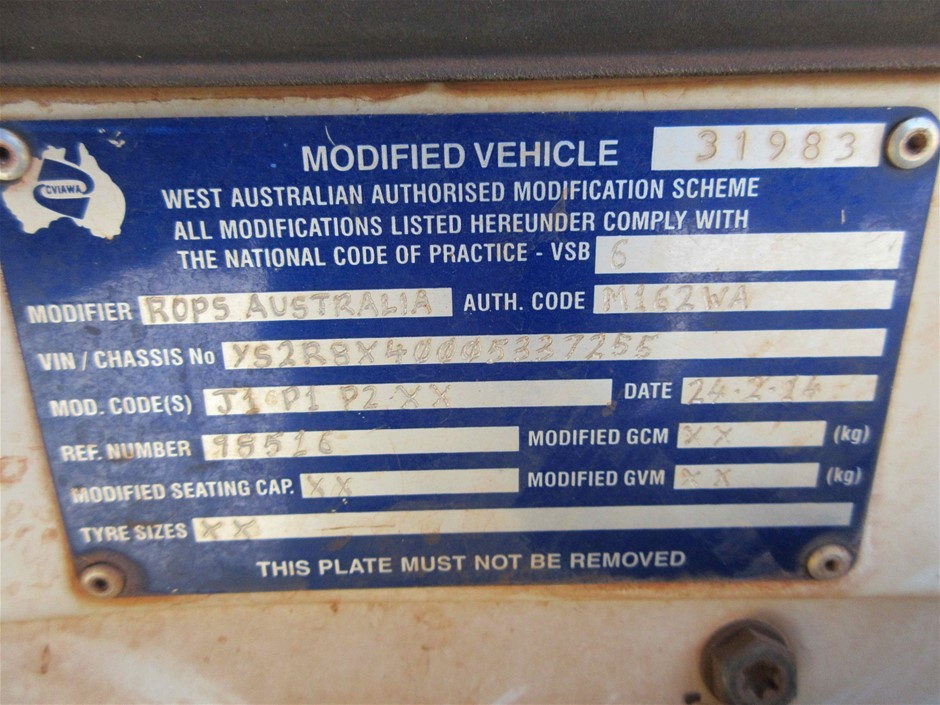 CVIAWA
MODIFIED VEHICLE 31983
WEST AUSTRALIAN AUTHORISED MODIFICATION SCHEME
ALL MODIFICATIONS LISTED HEREUNDER COMPLY WITH
THE NATIONAL CODE OF PRACTICE - VSB 6
MODIFIER ROPS AUSTRALIA AUTH. CODE M162WA
VIN / CHASSIS No YS2R8X40005337255
MOD. CODE(S) J1 P1 P2 XX DATE 24-2-14
REF. NUMBER 98516 MODIFIED GCM XX (kg)
MODIFIED SEATING CAP. XX MODIFIED GVM XX (kg)
TYRE SIZES XX —
THIS PLATE MUST NOT BE REMOVED